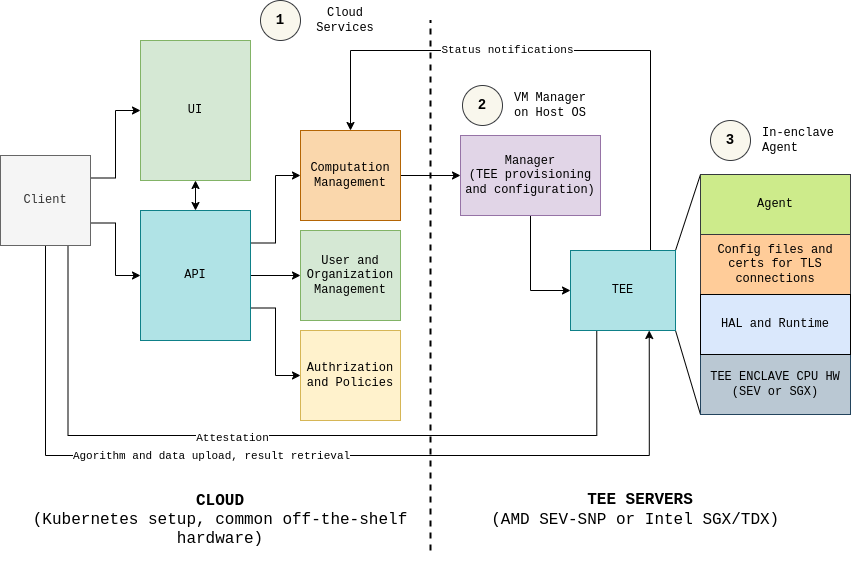 1
Cloud
Services
Status notifications
UI
2
VM Manager
on Host OS
3
In-enclave
Agent
Client
Computation
Management
Manager
(TEE provisioning
and configuration)
Agent
API
User and
Organization
Management
TEE
Config files and
certs for TLS
connections
HAL and Runtime
Authrization
and Policies
TEE ENCLAVE CPU HW
(SEV or SGX)
Attestation
Agorithm and data upload, result retrieval
CLOUD
(Kubernetes setup, common off-the-shelf
hardware)
TEE SERVERS
(AMD SEV-SNP or Intel SGX/TDX)